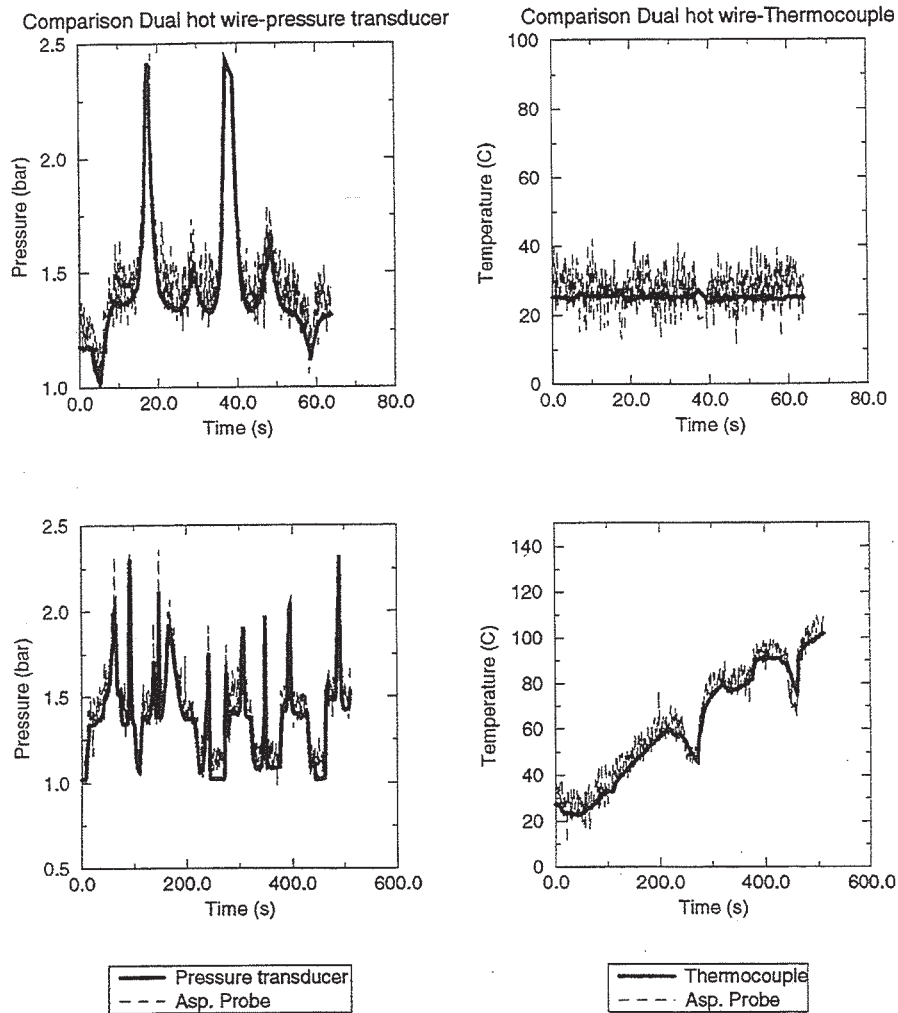 Comparison Dual hot wire-pressure transducer
2.5
2.0
1.5
1.0
Pressure (bar)
0.0 20.0 40.0 60.0 80.0
Time (s)
Comparison Dual hot wire-Thermocouple
100
80
60
40
20
0
Temperature (C)
0.0 20.0 40.0 60.0 80.0
Time (s)
2.5
2.0
1.5
1.0
0.5
Pressure (bar)
0.0 200.0 400.0 600.0
Time (s)
140
120
100
80
60
40
20
0
Temperature (C)
0.0 200.0 400.0 600.0
Time (s)
Pressure transducer
Asp. Probe
Thermocouple
Asp. Probe